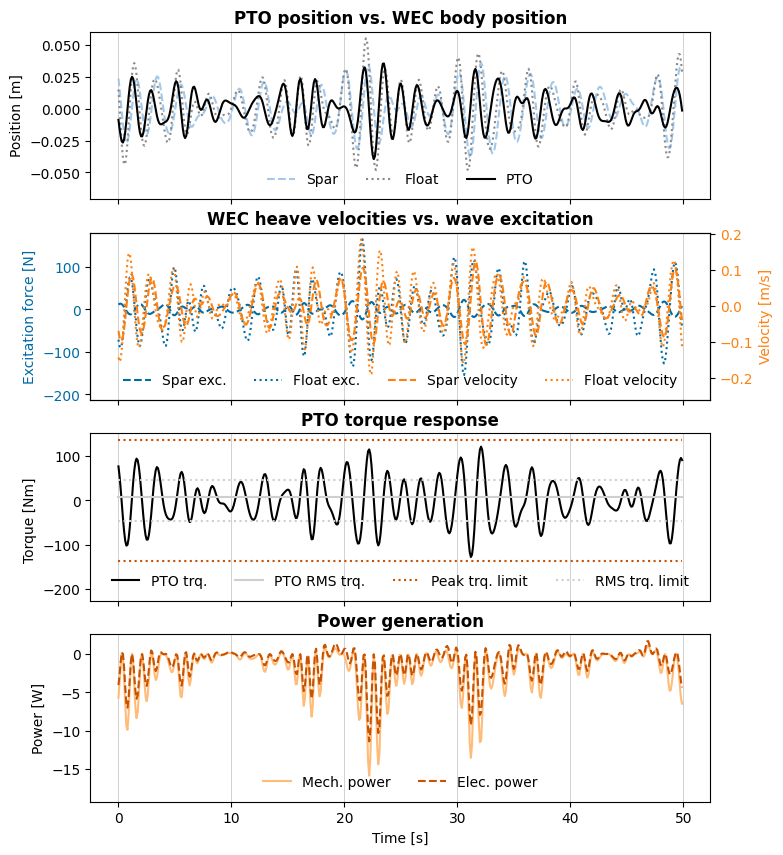 PTO position vs. WEC body position
Position [m]
0.050
0.025
0.000
−0.025
−0.050
Spar
Float
PTO
WEC heave velocities vs. wave excitation
Excitation force [N]
100
0
−100
−200
0.2
0.1
0.0
−0.1
−0.2
Velocity [m/s]
Spar exc.
Float exc.
Spar velocity
Float velocity
PTO torque response
Torque [Nm]
100
0
−100
−200
PTO trq.
PTO RMS trq.
Peak trq. limit
RMS trq. limit
Power generation
Power [W]
0
−5
−10
−15
Mech. power
Elec. power
0 10 20 30 40 50
Time [s]